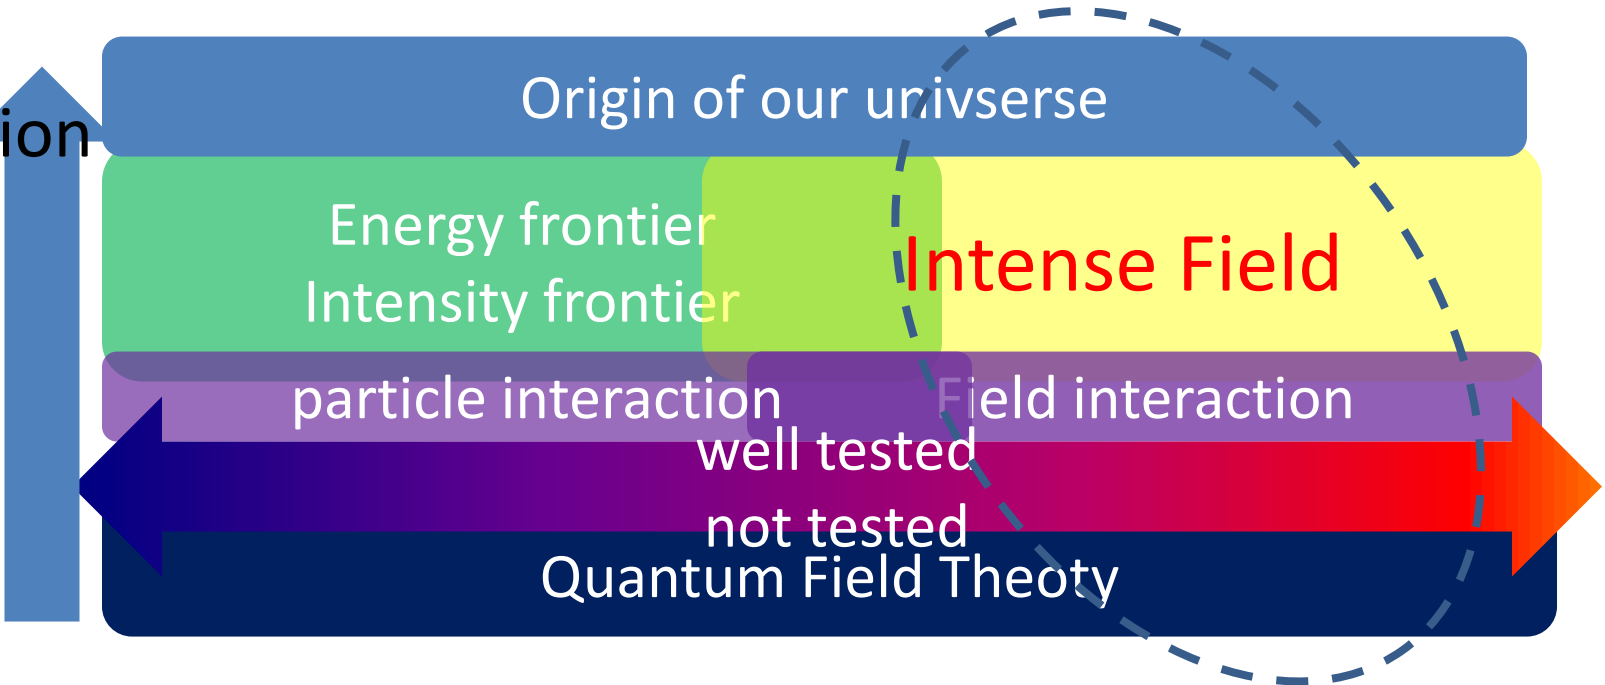 Origin of our univserse
ion
Energy frontier
Intensity frontier
Intense Field
particle interaction
Field interaction
well tested
not tested
Quantum Field Theoty